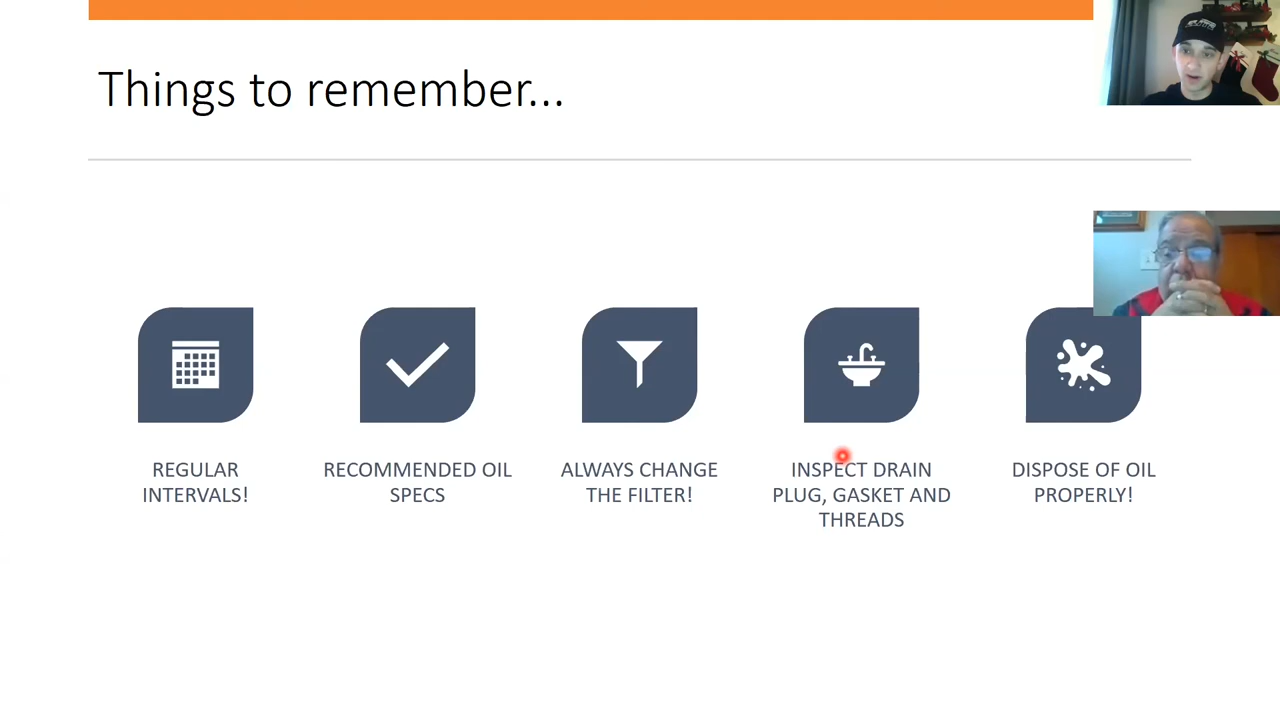 Things to remember...
REGULAR
INTERVALS!
RECOMMENDED OIL
SPECS
ALWAYS CHANGE
THE FILTER!
INSPECT DRAIN
PLUG, GASKET AND
THREADS
DISPOSE OF OIL
PROPERLY!